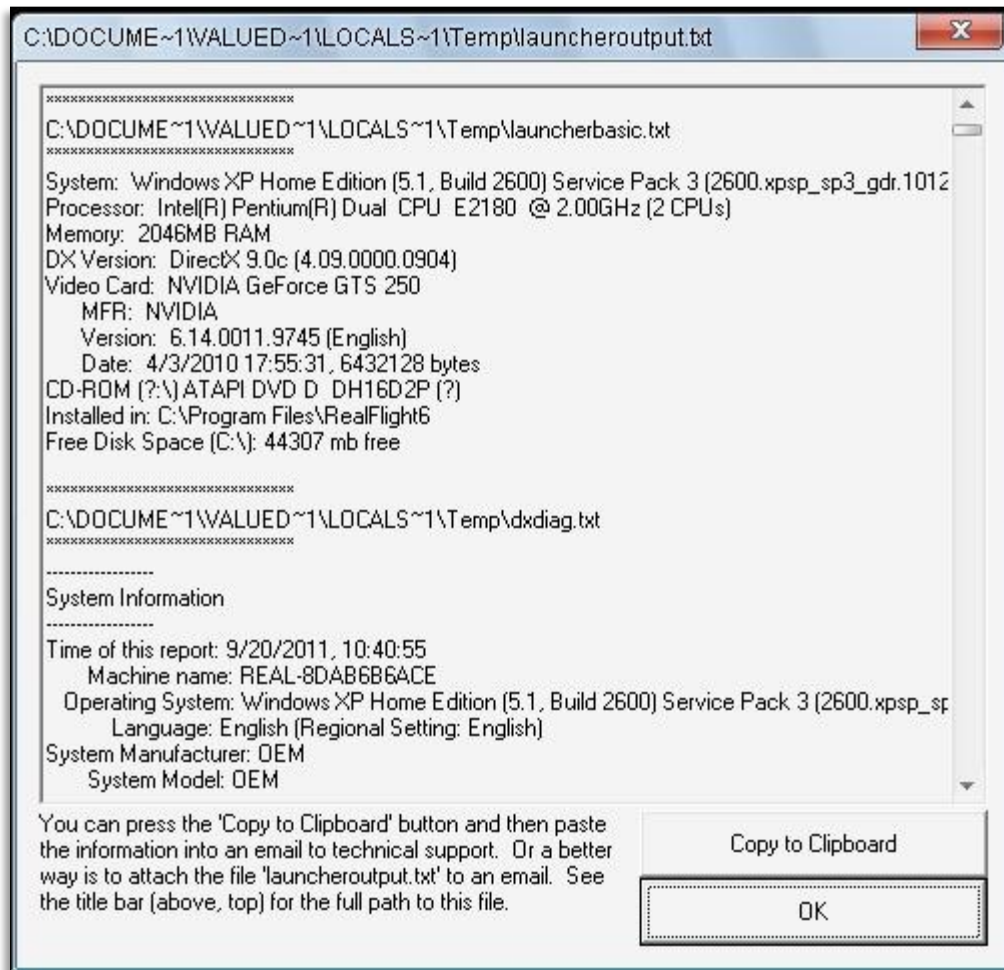 C:\DOCUME~1\VALUED~1\LOCALS~1\Temp\launcheroutput.txt
*******************************
C:\DOCUME~1\VALUED~1\LOCALS~1\Temp\launcherbasic.txt
*******************************
System:  Windows XP Home Edition (5.1, Build 2600) Service Pack 3 (2600.xpsp_sp3_gdr.1012
Processor:  Intel(R) Pentium(R) Dual  CPU  E2180  @ 2.00GHz (2 CPUs)
Memory:  2046MB RAM
DX Version:  DirectX 9.0c (4.09.0000.0904)
Video Card:  NVIDIA GeForce GTS 250
MFR:  NVIDIA
Version:  6.14.0011.9745 (English)
Date:  4/3/2010 17:55:31, 6432128 bytes
CD-ROM (?:\) ATAPI DVD D  DH16D2P (?)
Installed in: C:\Program Files\RealFlight6
Free Disk Space (C:\): 44307 mb free
*******************************
C:\DOCUME~1\VALUED~1\LOCALS~1\Temp\dxdiag.txt
*******************************
------------------
System Information
------------------
Time of this report: 9/20/2011, 10:40:55
Machine name: REAL-8DAB6B6ACE
Operating System: Windows XP Home Edition (5.1, Build 2600) Service Pack 3 (2600.xpsp_sp
Language: English (Regional Setting: English)
System Manufacturer: OEM
System Model: OEM
You can press the 'Copy to Clipboard' button and then paste
the information into an email to technical support.  Or a better
way is to attach the file 'launcheroutput.txt' to an email.  See
the title bar (above, top) for the full path to this file.
Copy to Clipboard
OK